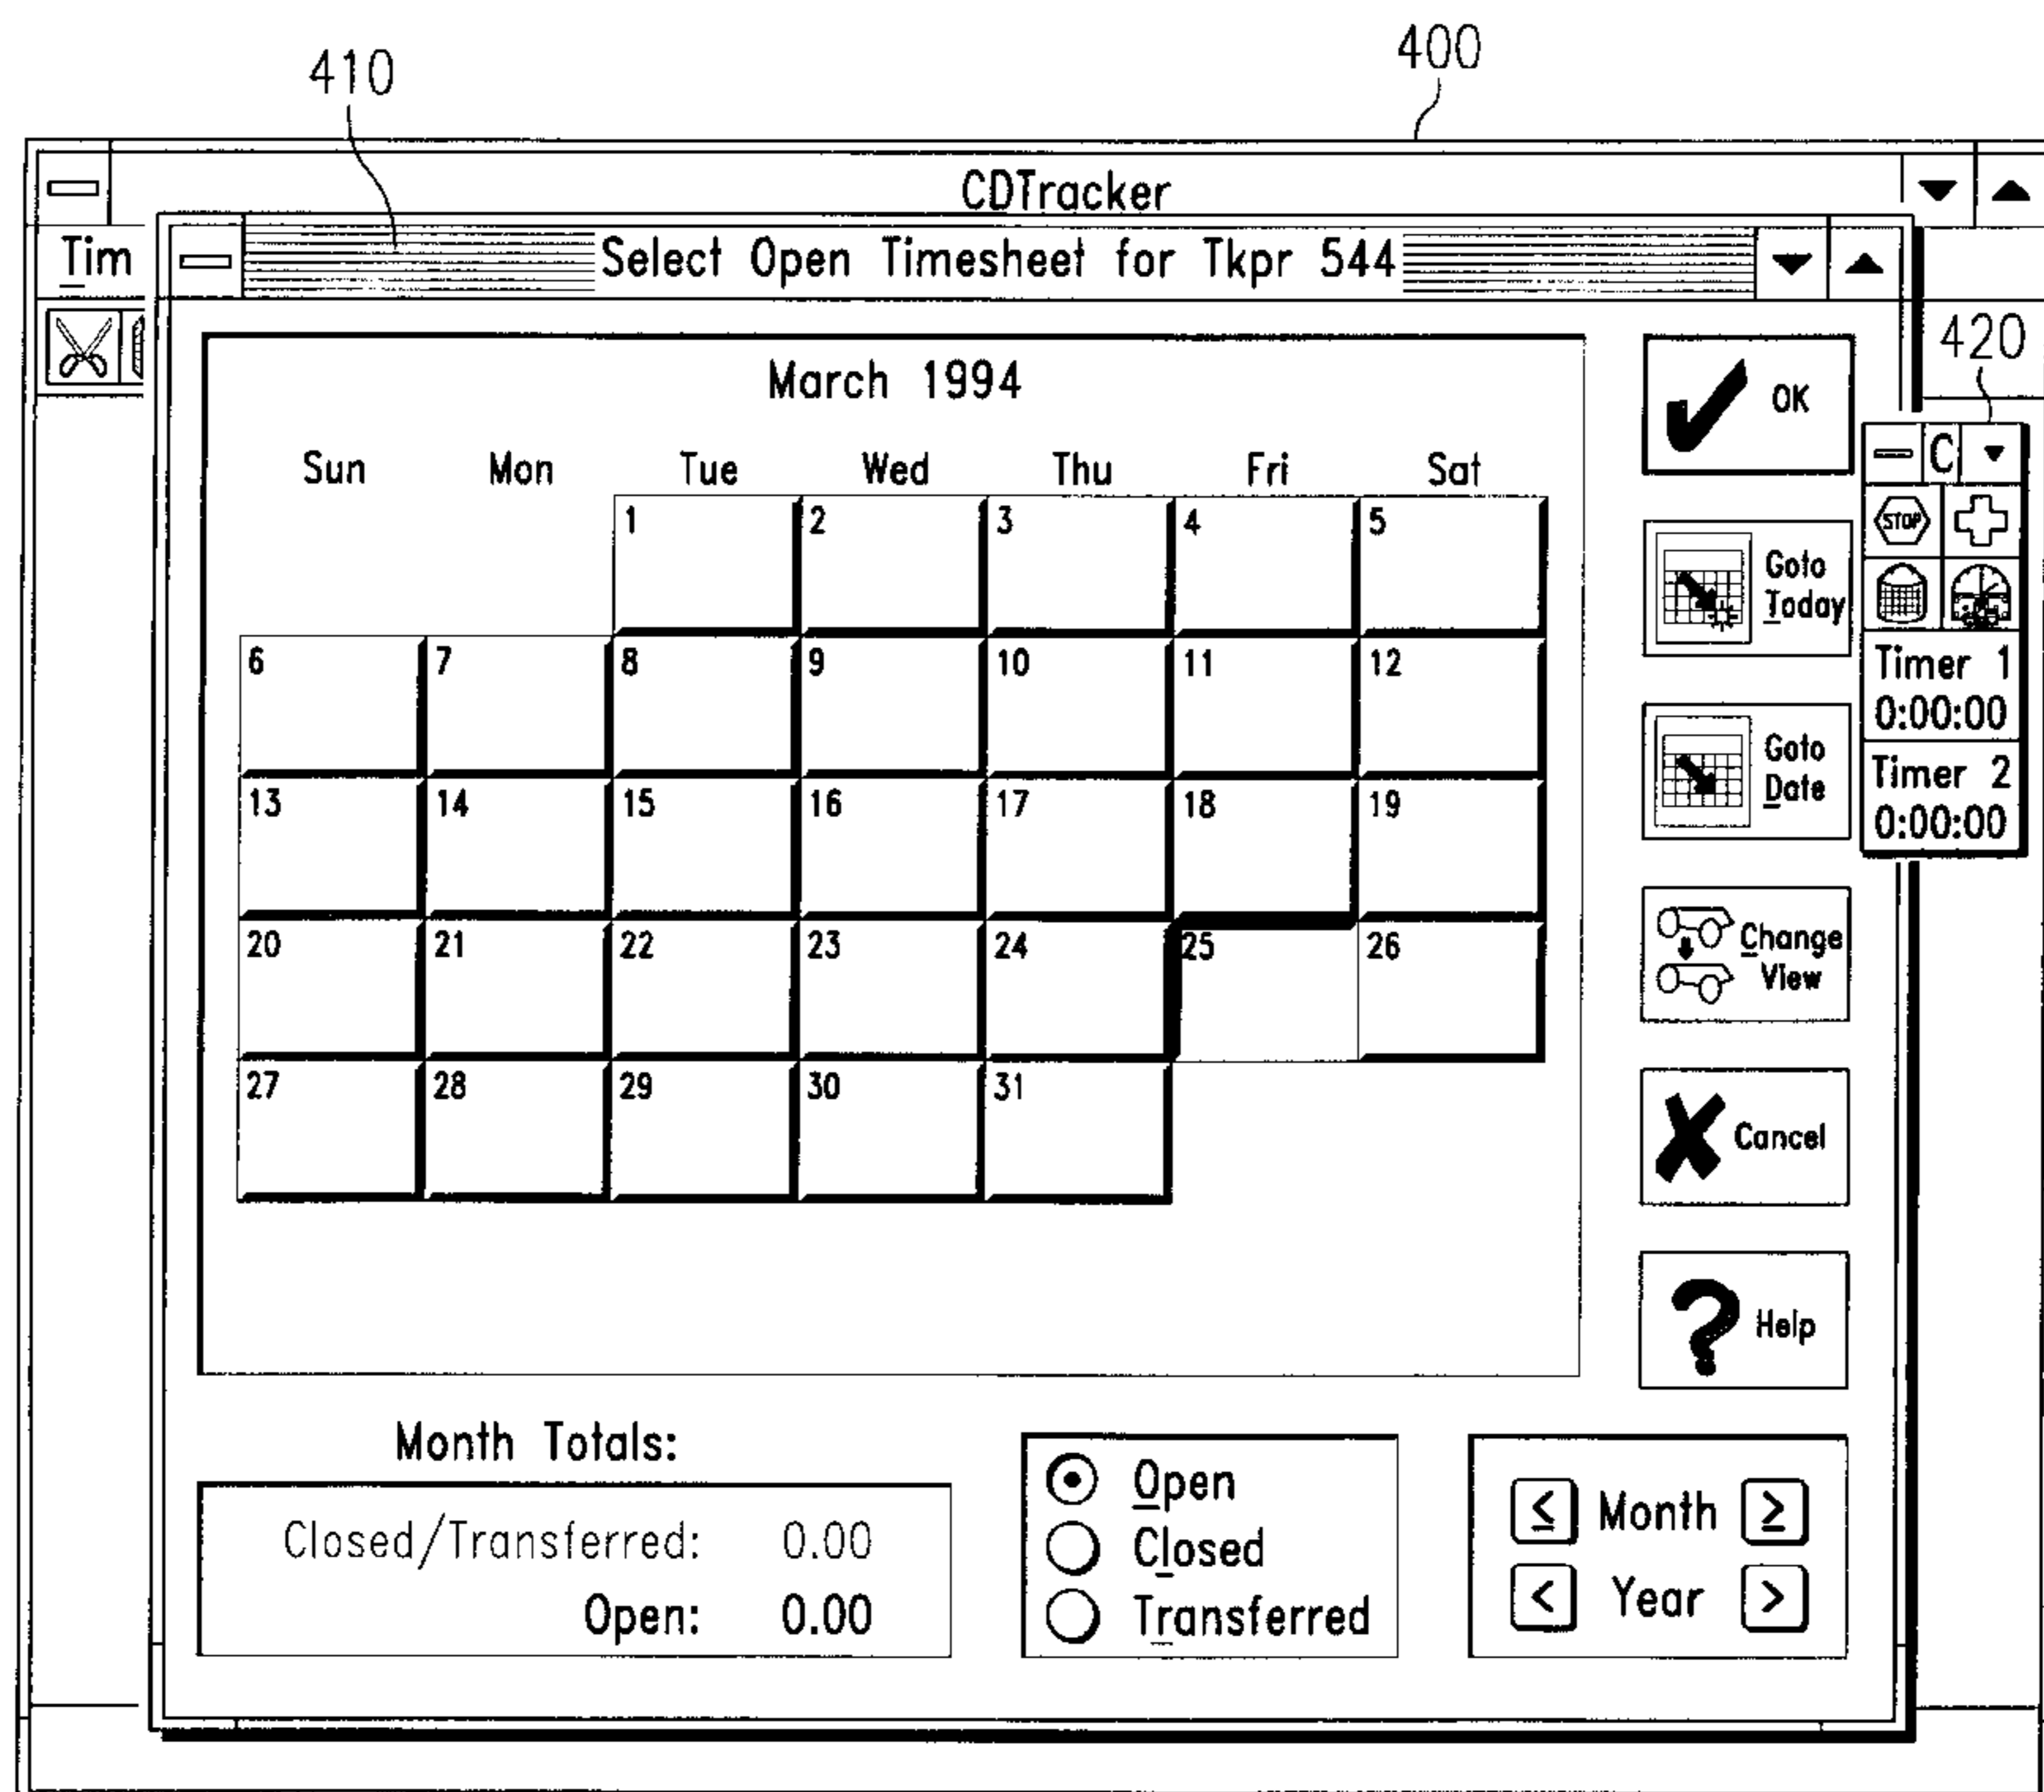 410
400
CDTracker
Tim
Select Open Timesheet for Tkpr 544
420
March 1994
OK
Sun Mon Tue Wed Thu Fri Sat
C
1 2 3 4 5
STOP
Goto
Today
6 7 8 9 10 11 12
Timer 1
0:00:00
Goto
Date
Timer 2
0:00:00
13 14 15 16 17 18 19
20 21 22 23 24 25 26
Change
View
27 28 29 30 31
Cancel
Help
Month Totals:
Closed/Transferred: 0.00
Open: 0.00
Open
Closed
Transferred
≤ Month ≥
< Year >